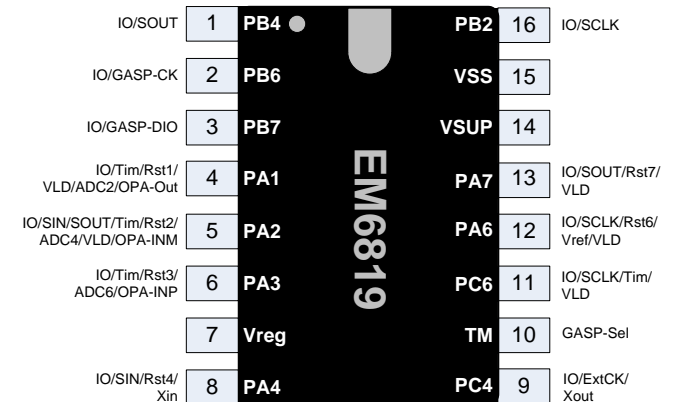 IO/SOUT 1 PB4 PB2 16 IO/SCLK
IO/GASP-CK 2 PB6 VSS 15
IO/GASP-DIO 3 PB7 VSUP 14
IO/Tim/Rst1/
VLD/ADC2/OPA-Out 4 PA1 PA7 13 IO/SOUT/Rst7/
VLD
IO/SIN/SOUT/Tim/Rst2/
ADC4/VLD/OPA-INM 5 PA2 PA6 12 IO/SCLK/Rst6/
Vref/VLD
IO/Tim/Rst3/
ADC6/OPA-INP 6 PA3 PC6 11 IO/SCLK/Tim/
VLD
7 Vreg TM 10 GASP-Sel
IO/SIN/Rst4/
Xin 8 PA4 PC4 9 IO/ExtCK/
Xout
EM6819